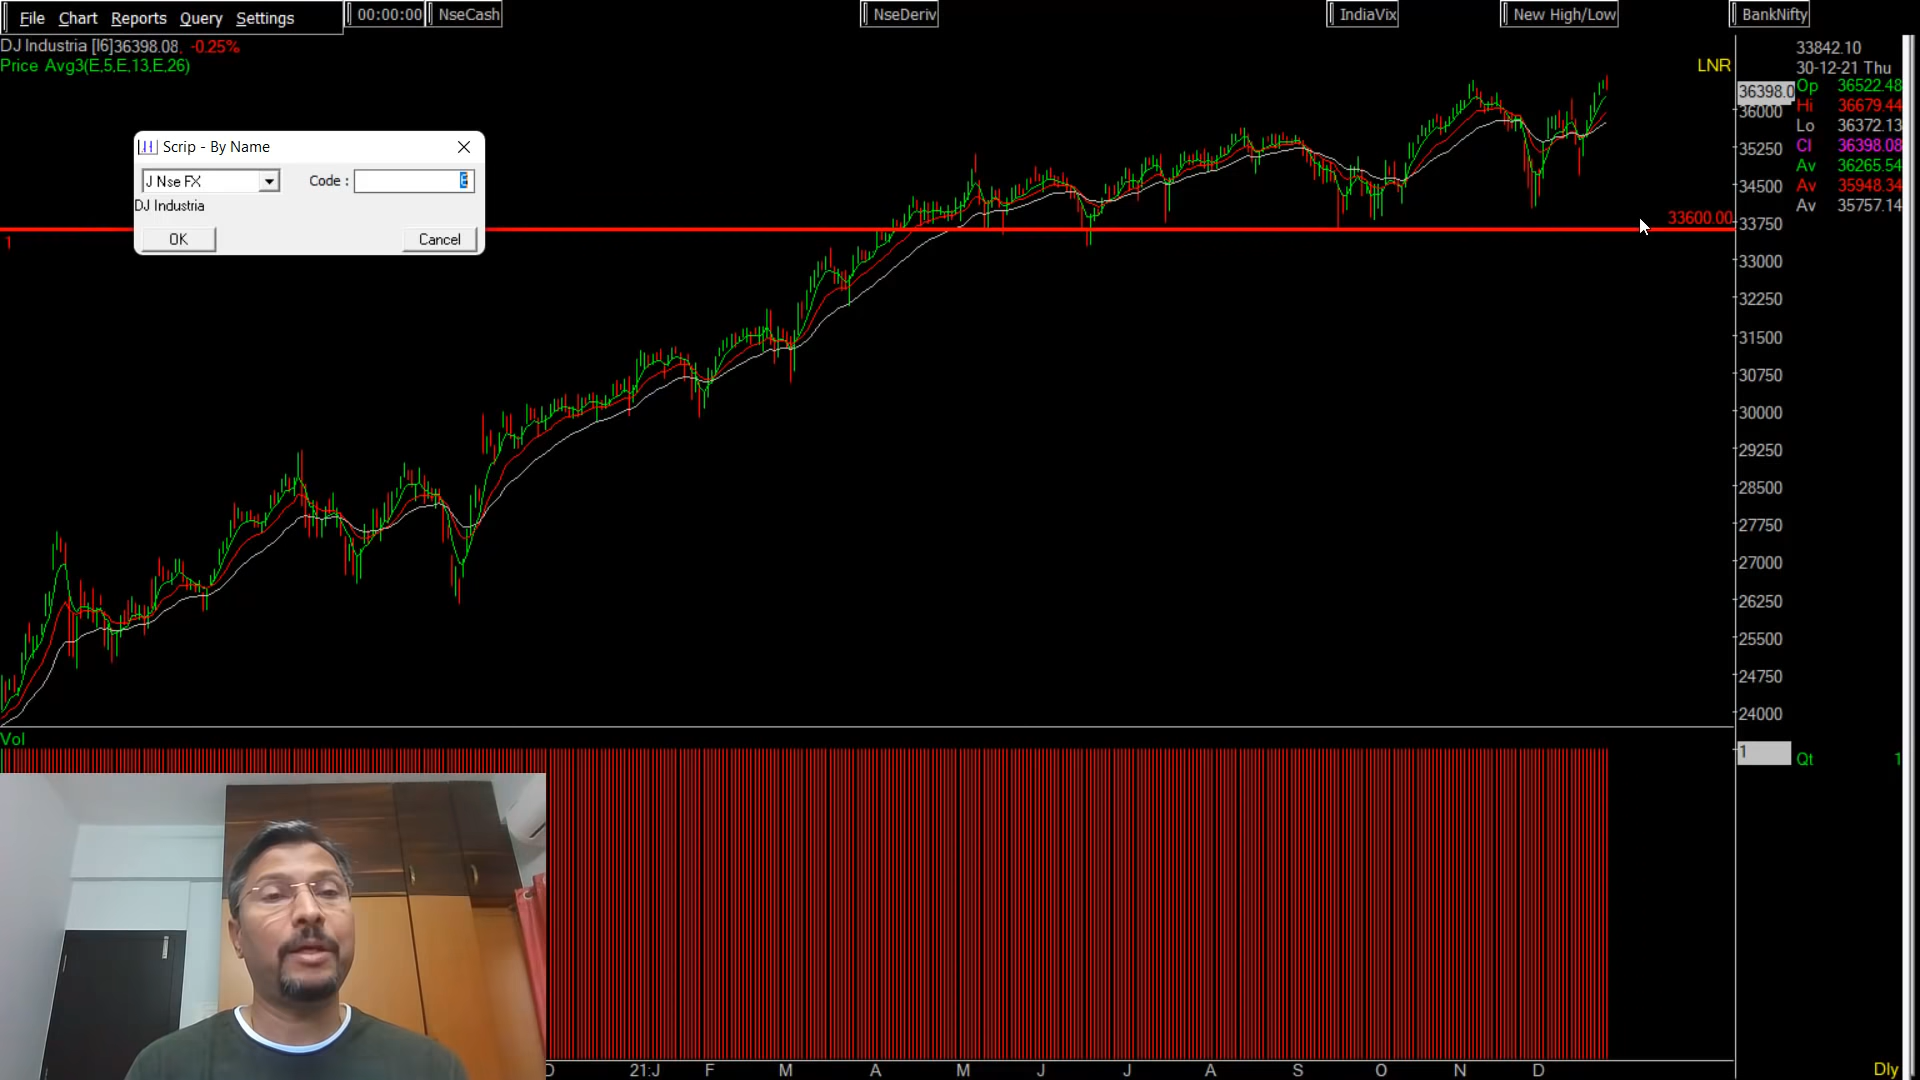 File Chart Reports Query Settings
00:00:00
NseCash
NseDeriv
IndiaVix
New High/Low
BankNifty
DJ Industria [I6]36398.08, -0.25%
Price Avg3(E,5,E,13,E,26)
LNR
33842.10
30-12-21 Thu
Op 36522.48
Hi 36679.44
Lo 36372.13
Cl 36398.08
Av 36265.54
Av 35948.34
Av 35757.14
Scrip - By Name
J Nse FX
Code :
DJ Industria
OK
Cancel
1
33600.00
36398.0
36000
35250
34500
33750
33000
32250
31500
30750
30000
29250
28500
27750
27000
26250
25500
24750
24000
Vol
1
Qt 1
D 21:J F M A M J J A S O N D
Dly